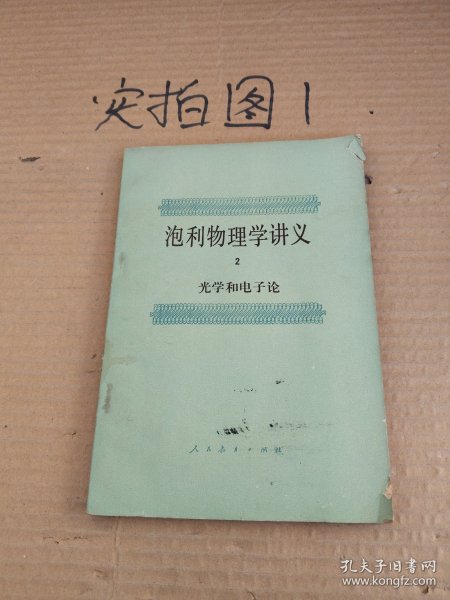 实拍图1
泡利物理学讲义
2
光学和电子论
人民教育出版社
孔夫子旧书网
www.kongfz.com